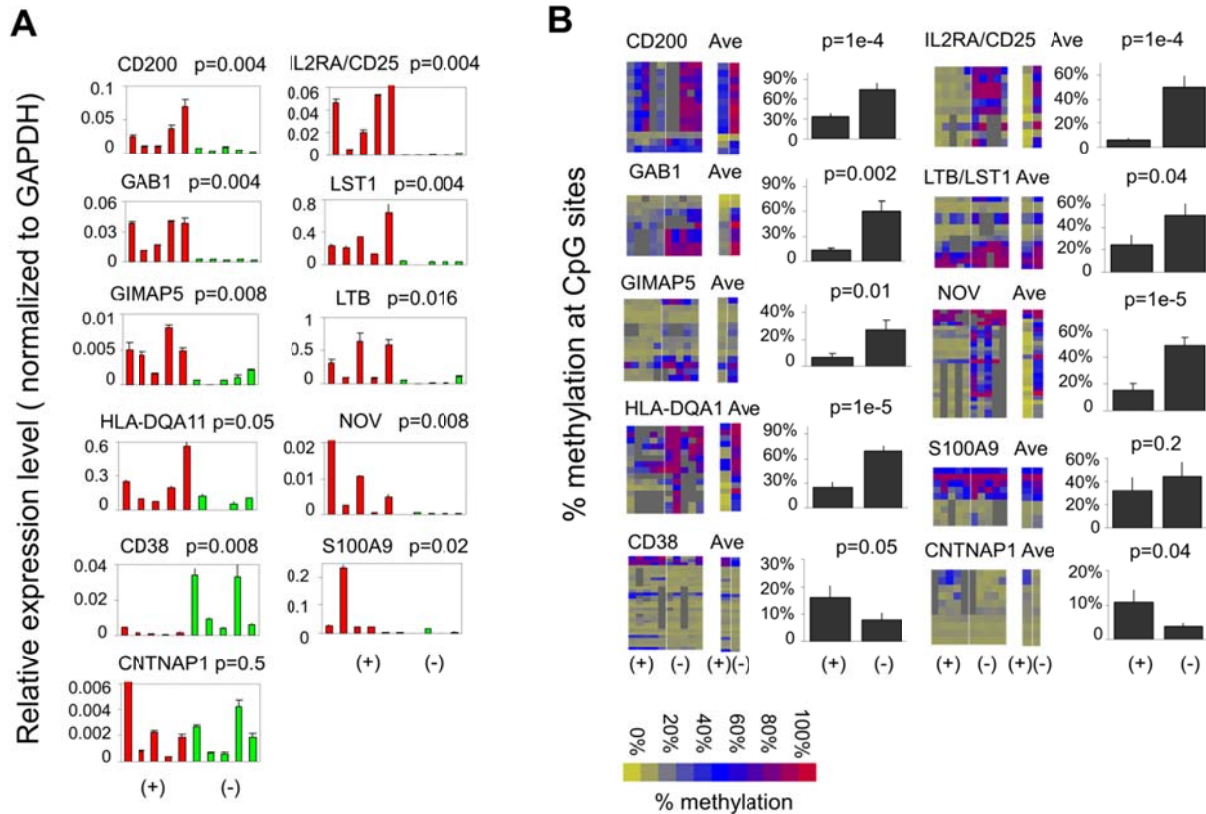 A
CD200 p=0.004
0.1
0.05
0
IL2RA/CD25 p=0.004
0.06
0.04
0.02
0
GAB1 p=0.004
0.06
0.03
0
LST1 p=0.004
0.75
0.5
0.25
0
GIMAP5 p=0.008
0.01
0.005
0
LTB p=0.016
1
0.5
0
HLA-DQA11 p=0.05
0.6
0.3
0
NOV p=0.008
0.02
0.01
0
CD38 p=0.008
0.04
0.02
0
S100A9 p=0.02
0.2
0.1
0
(+) (-)
CNTNAP1 p=0.5
0.006
0.004
0.002
0
(+) (-)
Relative expression level ( normalized to GAPDH)
B
CD200 Ave p=1e-4
90%
60%
30%
0
IL2RA/CD25 Ave p=1e-4
60%
40%
20%
0
GAB1 Ave p=0.002
90%
60%
30%
0
LTB/LST1 Ave p=0.04
60%
40%
20%
0
GIMAP5 Ave p=0.01
40%
20%
0
NOV Ave p=1e-5
60%
40%
20%
0
HLA-DQA1 Ave p=1e-5
90%
60%
30%
0
S100A9 Ave p=0.2
60%
40%
20%
0
CD38 Ave p=0.05
30%
20%
10%
0
CNTNAP1 Ave p=0.04
20%
10%
0
(+) (-) (+)(-) (+) (-) (+) (-) (+)(-) (+) (-)
% methylation at CpG sites
0% 20% 40% 60% 80% 100%
% methylation